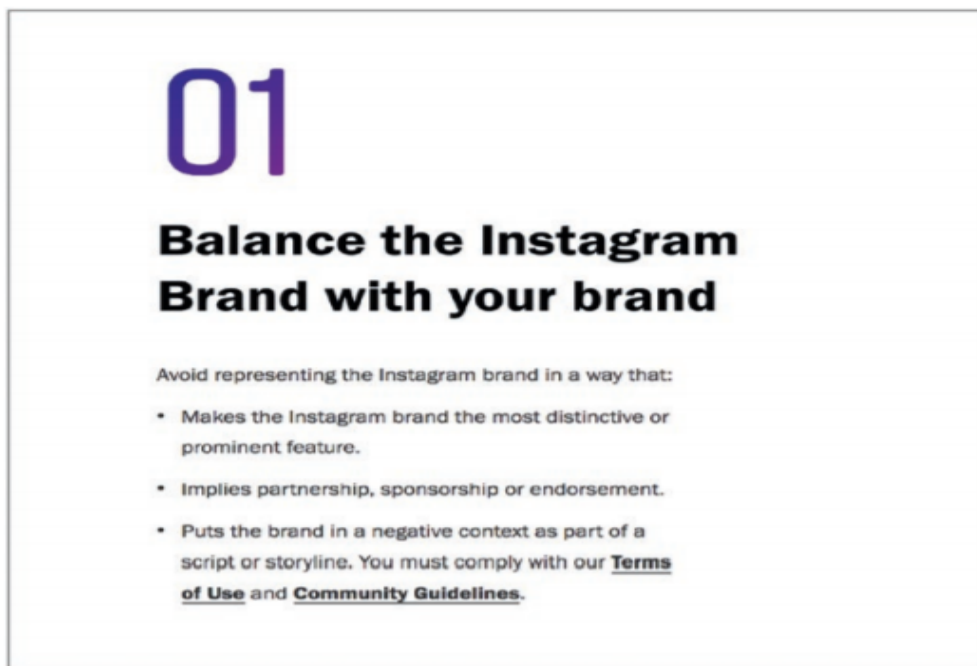 01
Balance the Instagram
Brand with your brand
Avoid representing the Instagram brand in a way that:
• Makes the Instagram brand the most distinctive or
prominent feature.
• Implies partnership, sponsorship or endorsement.
• Puts the brand in a negative context as part of a
script or storyline. You must comply with our Terms
of Use and Community Guidelines.